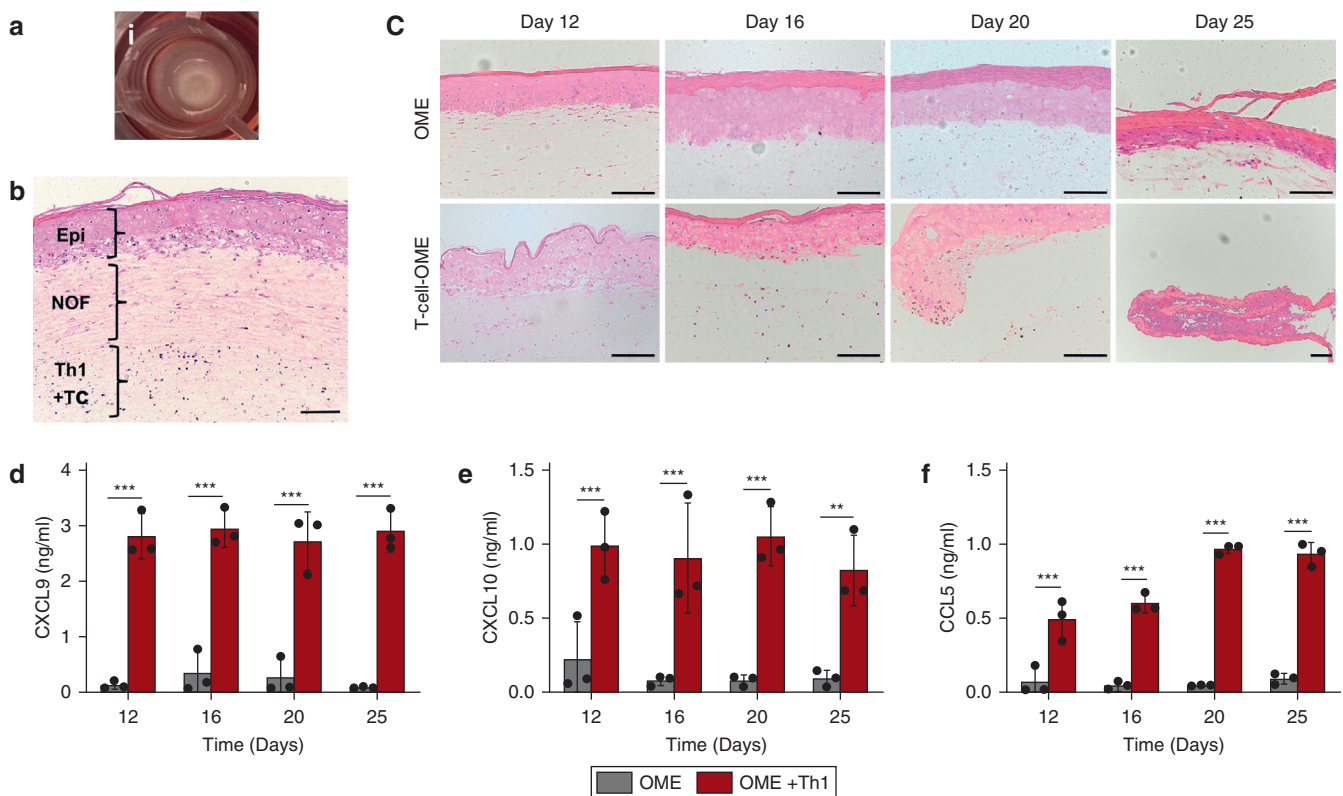 a
i
b
Epi
NOF
Th1
+TC
C
Day 12
Day 16
Day 20
Day 25
OME
T-cell-OME
d
CXCL9 (ng/ml)
4
3
2
1
0
***
***
***
***
12
16
20
25
Time (Days)
e
CXCL10 (ng/ml)
1.5
1.0
0.5
0.0
***
***
***
**
12
16
20
25
Time (Days)
f
CCL5 (ng/ml)
1.5
1.0
0.5
0.0
***
***
***
***
12
16
20
25
Time (Days)
OME
OME +Th1